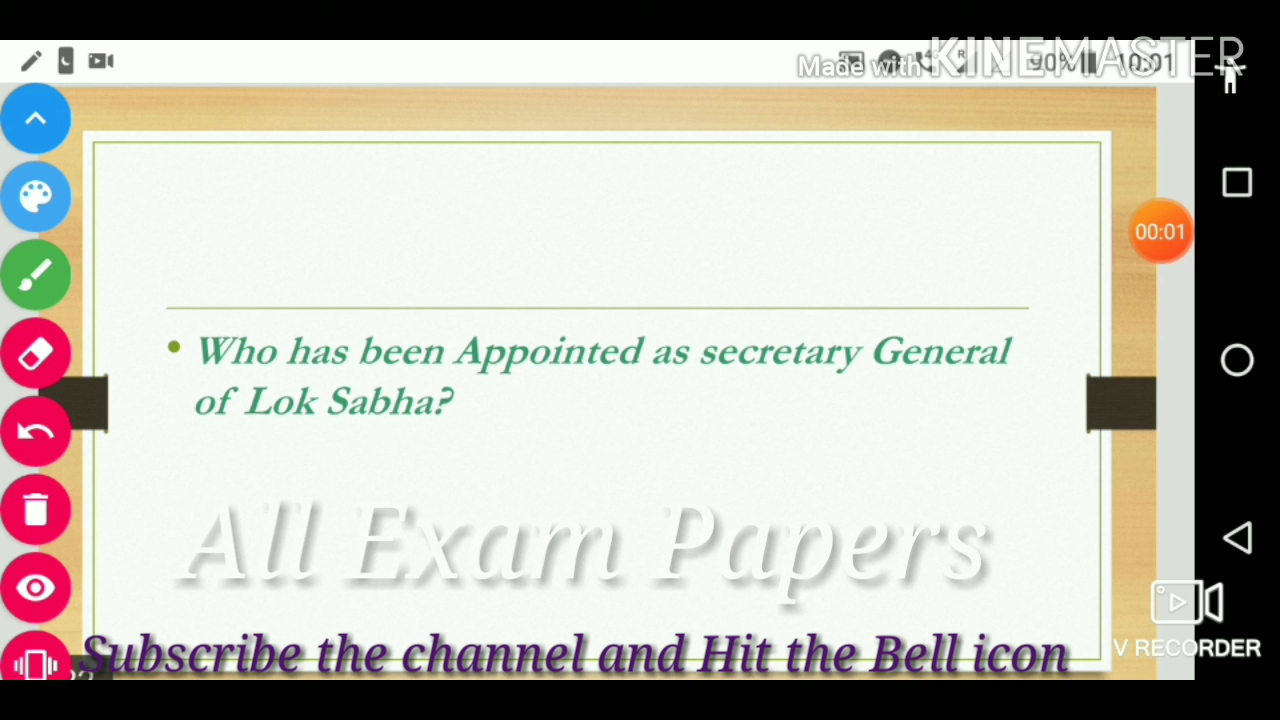 Made with KINEMASTER
90% 10:01
00:01
• Who has been Appointed as secretary General
of Lok Sabha?
All Exam Papers
Subscribe the channel and Hit the Bell icon
V RECORDER